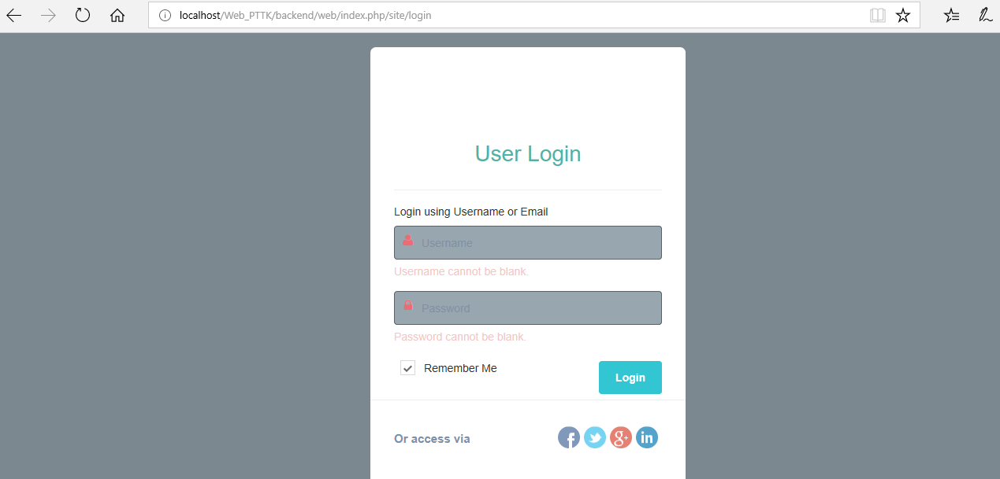 localhost/Web_PTTK/backend/web/index.php/site/login
User Login
Login using Username or Email
Username
Username cannot be blank.
Password
Password cannot be blank.
Remember Me
Login
Or access via
f g+ in